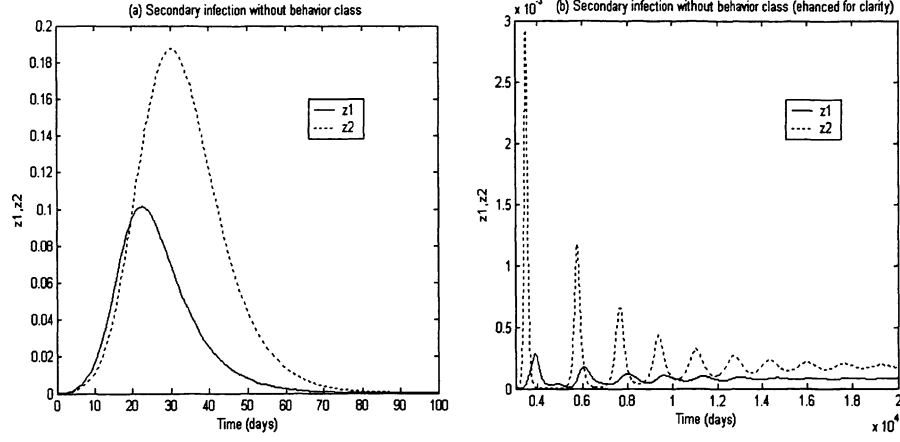 (a) Secondary infection without behavior class
0.2
0.18
0.16
0.14
0.12
0.1
0.08
0.06
0.04
0.02
0
z1,z2
z1
z2
0 10 20 30 40 50 60 70 80 90 100
Time (days)
(b) Secondary infection without behavior class (ehanced for clarity)
x 10⁻³
3
2.5
2
1.5
1
0.5
0
z1,z2
z1
z2
0.4 0.6 0.8 1 1.2 1.4 1.6 1.8 2
Time (days)
x 10⁴